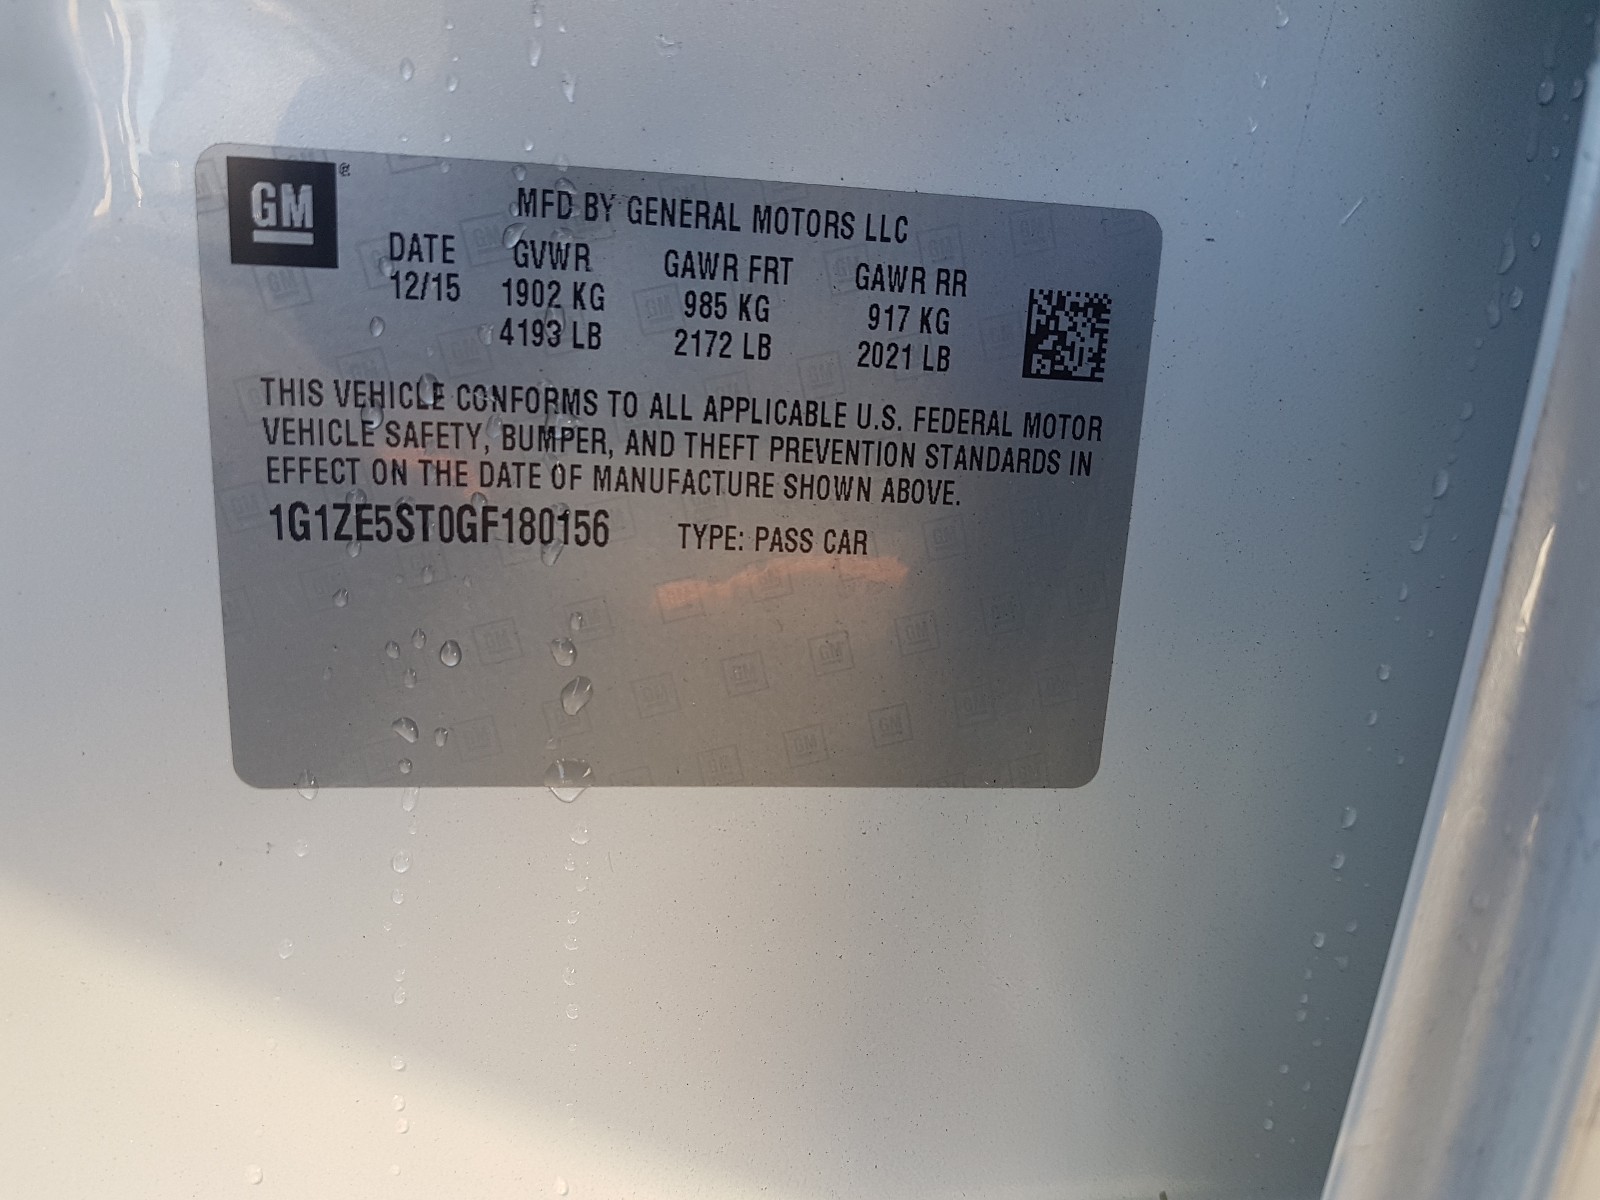 GM
MFD BY GENERAL MOTORS LLC
DATE GVWR GAWR FRT GAWR RR
12/15 1902 KG 985 KG 917 KG
4193 LB 2172 LB 2021 LB
THIS VEHICLE CONFORMS TO ALL APPLICABLE U.S. FEDERAL MOTOR
VEHICLE SAFETY, BUMPER, AND THEFT PREVENTION STANDARDS IN
EFFECT ON THE DATE OF MANUFACTURE SHOWN ABOVE.
1G1ZE5ST0GF180156 TYPE: PASS CAR